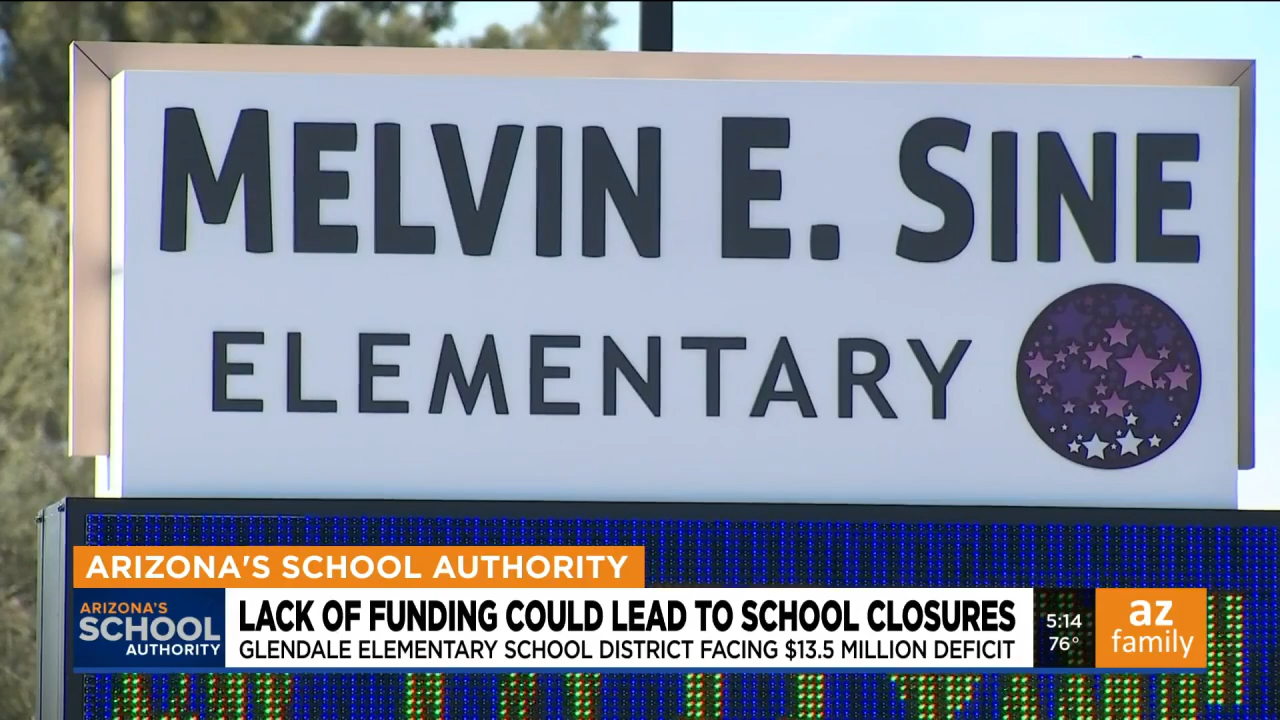 MELVIN E. SINE
ELEMENTARY
ARIZONA'S SCHOOL AUTHORITY
ARIZONA'S
SCHOOL
AUTHORITY
LACK OF FUNDING COULD LEAD TO SCHOOL CLOSURES
GLENDALE ELEMENTARY SCHOOL DISTRICT FACING $13.5 MILLION DEFICIT
5:14
76°
az
family